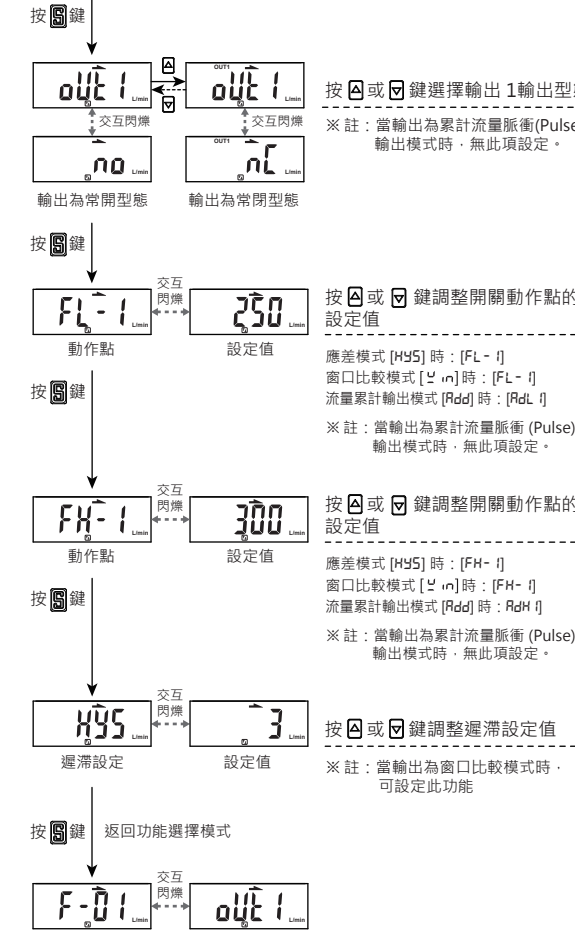 按 S 鍵
oUt 1 L/min
OUT1 oUt 1 L/min
按 △ 或 ▽ 鍵選擇輸出 1輸出型
交互閃爍
交互閃爍
※ 註：當輸出為累計流量脈衝(Pulse
輸出模式時，無此項設定。
no L/min
OUT1 nC L/min
輸出為常開型態
輸出為常閉型態
按 S 鍵
交互
閃爍
FL-1 L/min
250 L/min
按 △ 或 ▽ 鍵調整開關動作點的
設定值
動作點
設定值
應差模式 [HYS] 時：[FL-1]
窗口比較模式 [Win] 時：[FL-1]
流量累計輸出模式 [Add] 時：[AdL 1]
按 S 鍵
※ 註：當輸出為累計流量脈衝 (Pulse)
輸出模式時，無此項設定。
交互
閃爍
FH-1 L/min
300 L/min
按 △ 或 ▽ 鍵調整開關動作點的
設定值
動作點
設定值
應差模式 [HYS] 時：[FH-1]
窗口比較模式 [Win] 時：[FH-1]
流量累計輸出模式 [Add] 時：AdH 1]
按 S 鍵
※ 註：當輸出為累計流量脈衝 (Pulse)
輸出模式時，無此項設定。
交互
閃爍
HYS L/min
3 L/min
按 △ 或 ▽ 鍵調整遲滯設定值
遲滯設定
設定值
※ 註：當輸出為窗口比較模式時，
可設定此功能
按 S 鍵
返回功能選擇模式
交互
閃爍
F-01 L/min
oUt 1 L/min